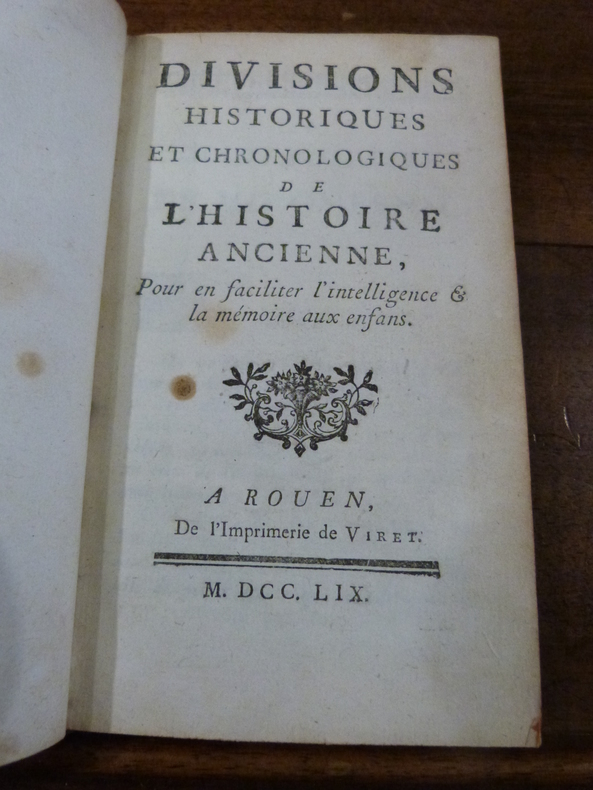 DIVISIONS
HISTORIQUES
ET CHRONOLOGIQUES
DE
L'HISTOIRE
ANCIENNE,
Pour en faciliter l'intelligence &
la mémoire aux enfans.
A ROUEN,
De l'Imprimerie de VIRET.
M. DCC. LIX.